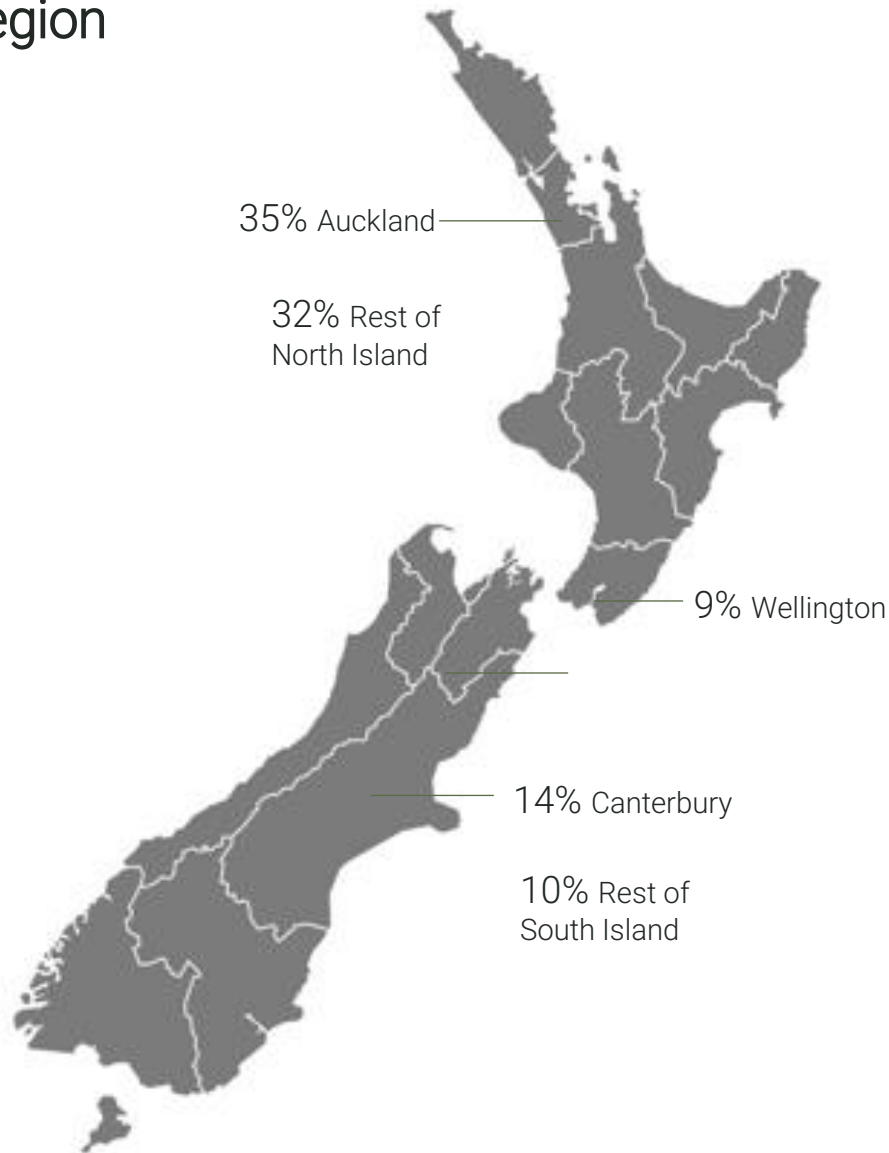 egion
35% Auckland
32% Rest of
North Island
9% Wellington
14% Canterbury
10% Rest of
South Island